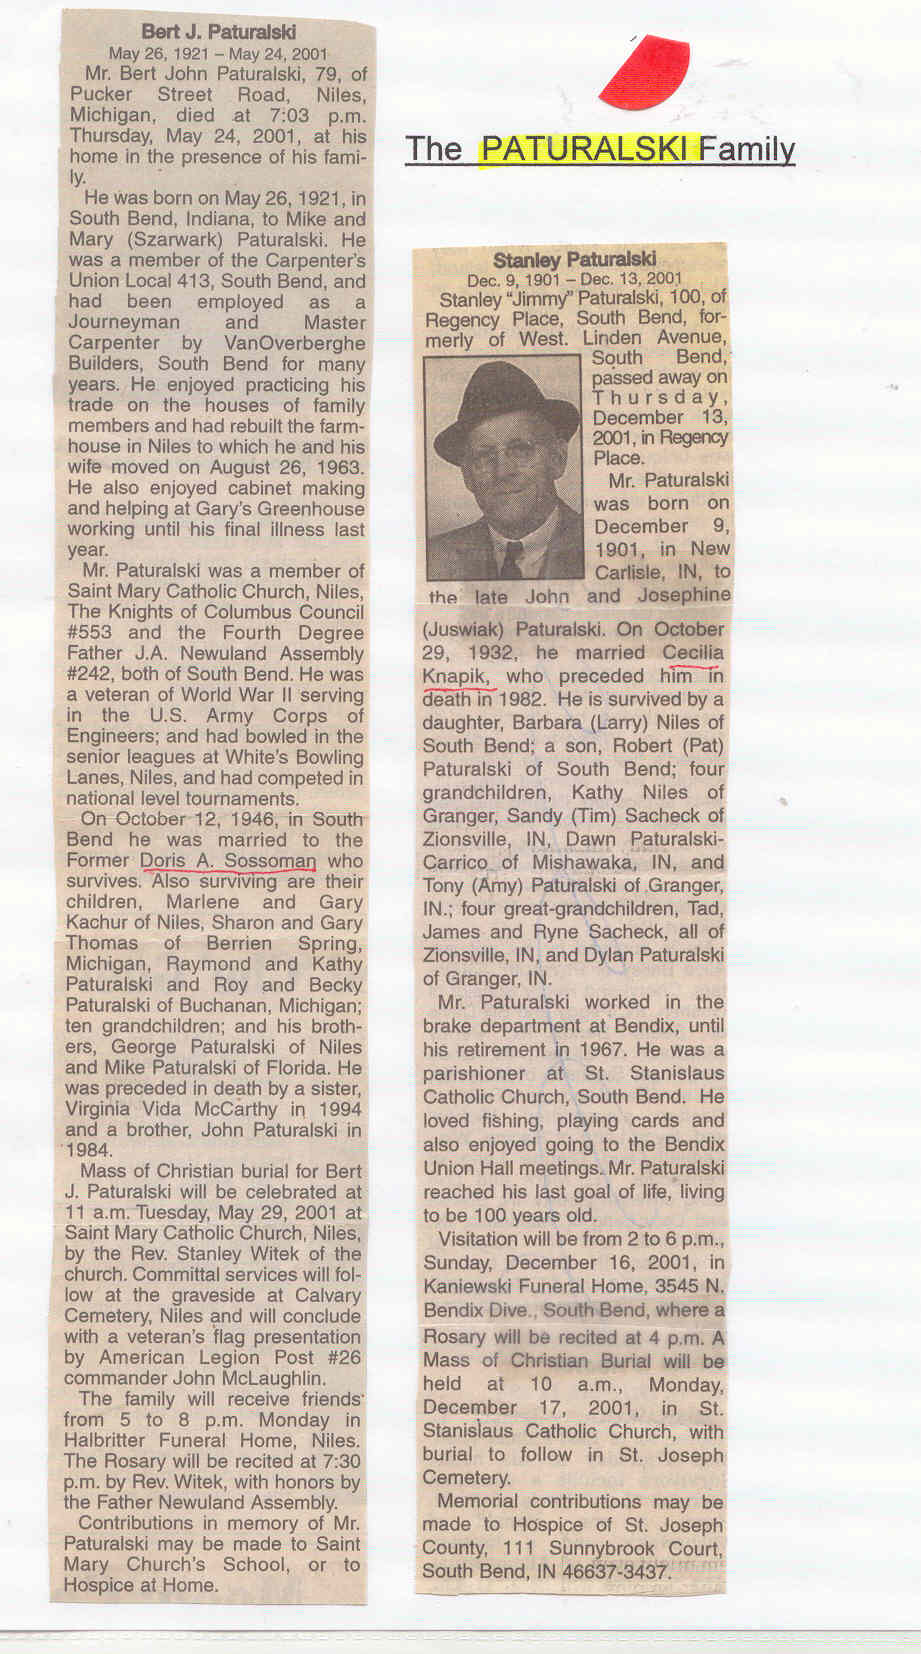 The PATURALSKI Family
Bert J. Paturalski
May 26, 1921 – May 24, 2001
Mr. Bert John Paturalski, 79, of
Pucker Street Road, Niles,
Michigan, died at 7:03 p.m.
Thursday, May 24, 2001, at his
home in the presence of his fami-
ly.
He was born on May 26, 1921, in
South Bend, Indiana, to Mike and
Mary (Szarwark) Paturalski. He
was a member of the Carpenter's
Union Local 413, South Bend, and
had been employed as a
Journeyman and Master
Carpenter by VanOverberghe
Builders, South Bend for many
years. He enjoyed practicing his
trade on the houses of family
members and had rebuilt the farm-
house in Niles to which he and his
wife moved on August 26, 1963.
He also enjoyed cabinet making
and helping at Gary's Greenhouse
working until his final illness last
year.
Mr. Paturalski was a member of
Saint Mary Catholic Church, Niles,
The Knights of Columbus Council
#553 and the Fourth Degree
Father J.A. Newuland Assembly
#242, both of South Bend. He was
a veteran of World War II serving
in the U.S. Army Corps of
Engineers; and had bowled in the
senior leagues at White's Bowling
Lanes, Niles, and had competed in
national level tournaments.
On October 12, 1946, in South
Bend he was married to the
Former Doris A. Sossoman who
survives. Also surviving are their
children, Marlene and Gary
Kachur of Niles, Sharon and Gary
Thomas of Berrien Spring,
Michigan, Raymond and Kathy
Paturalski and Roy and Becky
Paturalski of Buchanan, Michigan;
ten grandchildren; and his broth-
ers, George Paturalski of Niles
and Mike Paturalski of Florida. He
was preceded in death by a sister,
Virginia Vida McCarthy in 1994
and a brother, John Paturalski in
1984.
Mass of Christian burial for Bert
J. Paturalski will be celebrated at
11 a.m. Tuesday, May 29, 2001 at
Saint Mary Catholic Church, Niles,
by the Rev. Stanley Witek of the
church. Committal services will fol-
low at the graveside at Calvary
Cemetery, Niles and will conclude
with a veteran's flag presentation
by American Legion Post #26
commander John McLaughlin.
The family will receive friends
from 5 to 8 p.m. Monday in
Halbritter Funeral Home, Niles.
The Rosary will be recited at 7:30
p.m. by Rev. Witek, with honors by
the Father Newuland Assembly.
Contributions in memory of Mr.
Paturalski may be made to Saint
Mary Church's School, or to
Hospice at Home.
Stanley Paturalski
Dec. 9, 1901 – Dec. 13, 2001
Stanley "Jimmy" Paturalski, 100, of
Regency Place, South Bend, for-
merly of West. Linden Avenue,
South Bend,
passed away on
Thursday,
December 13,
2001, in Regency
Place.
Mr. Paturalski
was born on
December 9,
1901, in New
Carlisle, IN, to
the late John and Josephine
(Juswiak) Paturalski. On October
29, 1932, he married Cecilia
Knapik, who preceded him in
death in 1982. He is survived by a
daughter, Barbara (Larry) Niles of
South Bend; a son, Robert (Pat)
Paturalski of South Bend; four
grandchildren, Kathy Niles of
Granger, Sandy (Tim) Sacheck of
Zionsville, IN, Dawn Paturalski-
Carrico of Mishawaka, IN, and
Tony (Amy) Paturalski of Granger,
IN.; four great-grandchildren, Tad,
James and Ryne Sacheck, all of
Zionsville, IN, and Dylan Paturalski
of Granger, IN.
Mr. Paturalski worked in the
brake department at Bendix, until
his retirement in 1967. He was a
parishioner at St. Stanislaus
Catholic Church, South Bend. He
loved fishing, playing cards and
also enjoyed going to the Bendix
Union Hall meetings. Mr. Paturalski
reached his last goal of life, living
to be 100 years old.
Visitation will be from 2 to 6 p.m.,
Sunday, December 16, 2001, in
Kaniewski Funeral Home, 3545 N.
Bendix Dive., South Bend, where a
Rosary will be recited at 4 p.m. A
Mass of Christian Burial will be
held at 10 a.m., Monday,
December 17, 2001, in St.
Stanislaus Catholic Church, with
burial to follow in St. Joseph
Cemetery.
Memorial contributions may be
made to Hospice of St. Joseph
County, 111 Sunnybrook Court,
South Bend, IN 46637-3437.